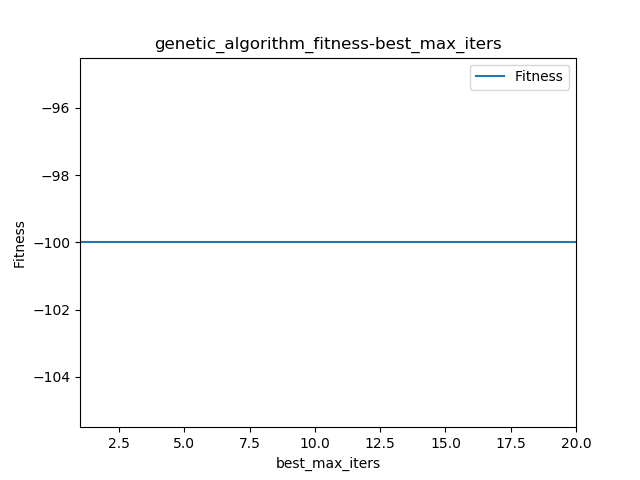 genetic_algorithm_fitness-best_max_iters
Fitness
−96
−98
−100
−102
−104
Fitness
2.5 5.0 7.5 10.0 12.5 15.0 17.5 20.0
best_max_iters